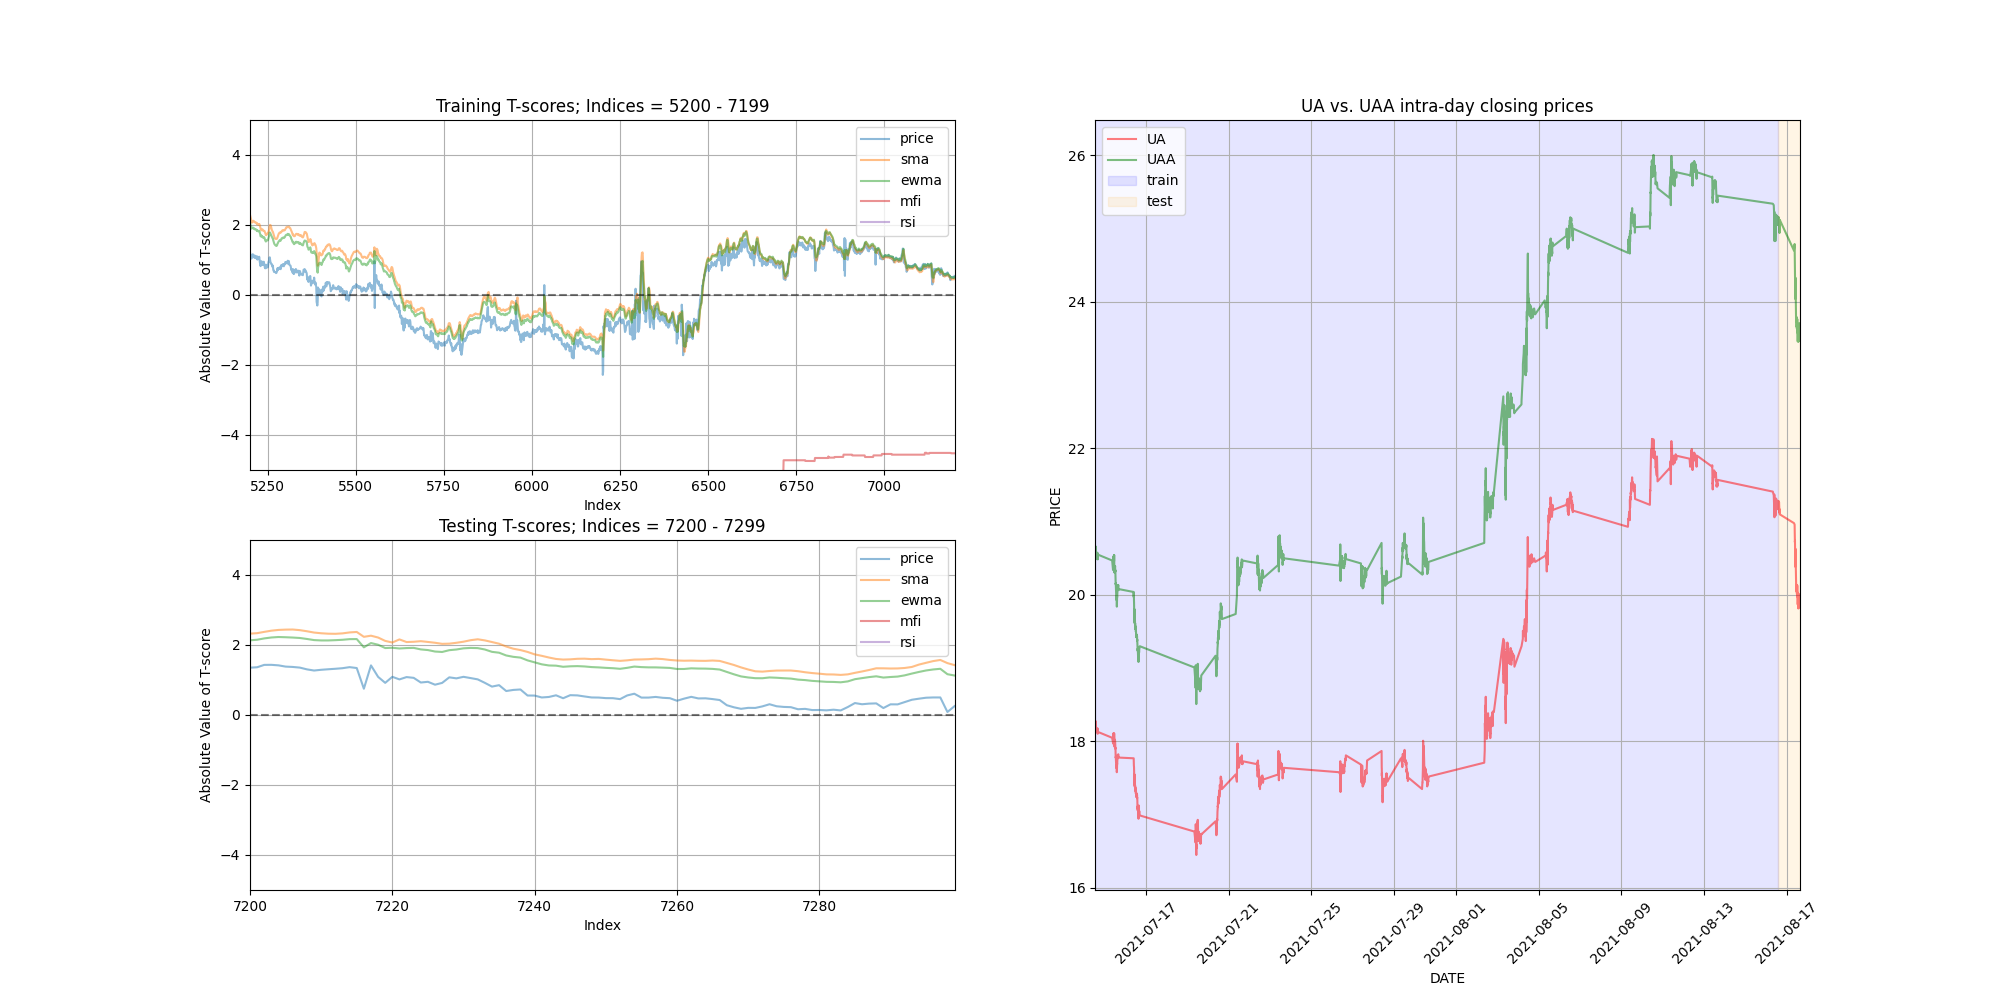 Training T-scores; Indices = 5200 - 7199
Absolute Value of T-score
4
2
0
−2
−4
price
sma
ewma
mfi
rsi
5250 5500 5750 6000 6250 6500 6750 7000
Index
Testing T-scores; Indices = 7200 - 7299
Absolute Value of T-score
4
2
0
−2
−4
price
sma
ewma
mfi
rsi
7200 7220 7240 7260 7280
Index
UA vs. UAA intra-day closing prices
PRICE
26
24
22
20
18
16
UA
UAA
train
test
2021-07-17 2021-07-21 2021-07-25 2021-07-29 2021-08-01 2021-08-05 2021-08-09 2021-08-13 2021-08-17
DATE